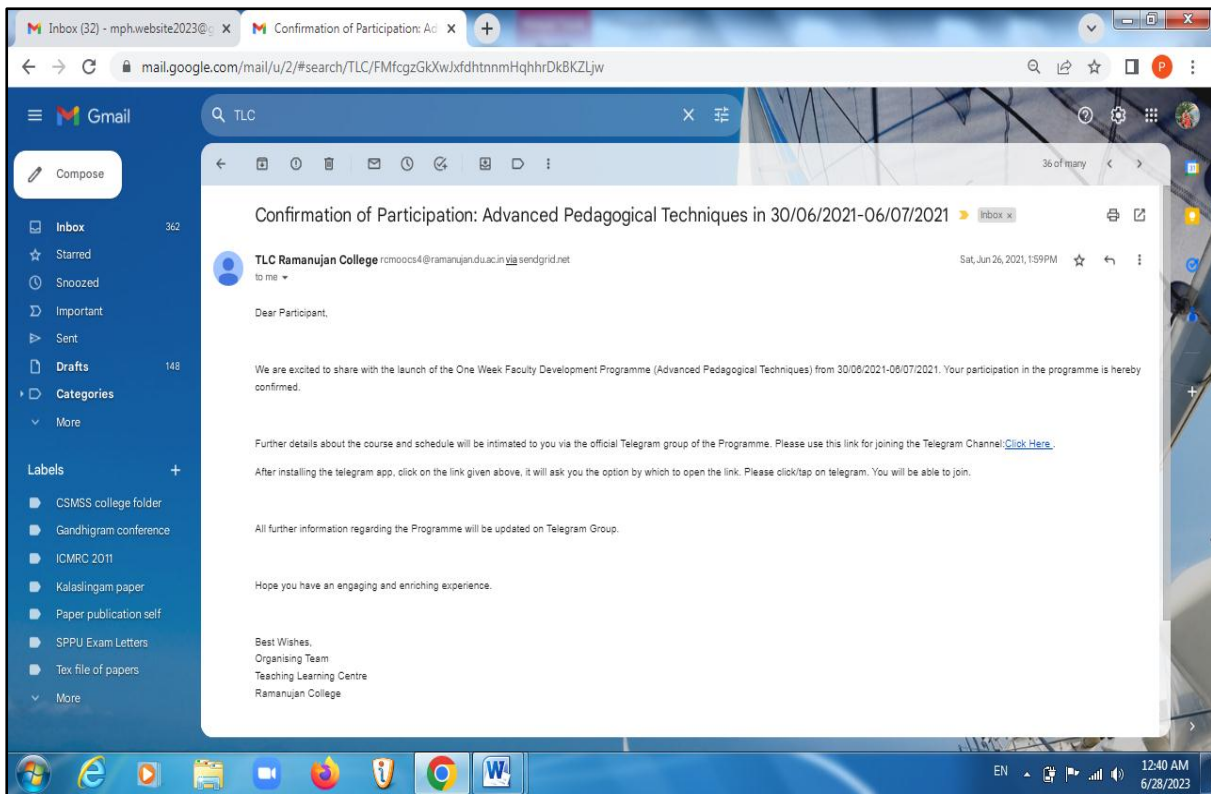 Inbox (32) - mph.website2023@g
Confirmation of Participation: Ad
mail.google.com/mail/u/2/#search/TLC/FMfcgzGkXwJxfdhtnnmHqhhrDkBKZLjw
P
Gmail
TLC
Compose
36 of many
Inbox 362
Starred
Snoozed
Important
Sent
Drafts 148
Categories
More
Labels
CSMSS college folder
Gandhigram conference
ICMRC 2011
Kalaslingam paper
Paper publication self
SPPU Exam Letters
Tex file of papers
More
Confirmation of Participation: Advanced Pedagogical Techniques in 30/06/2021-06/07/2021 Inbox x
TLC Ramanujan College rcmoocs4@ramanujan.du.ac.in via sendgrid.net
Sat, Jun 26, 2021, 1:59 PM
to me
Dear Participant,
We are excited to share with the launch of the One Week Faculty Development Programme (Advanced Pedagogical Techniques) from 30/06/2021-06/07/2021. Your participation in the programme is hereby
confirmed.
Further details about the course and schedule will be intimated to you via the official Telegram group of the Programme. Please use this link for joining the Telegram Channel:Click Here .
After installing the telegram app, click on the link given above, it will ask you the option by which to open the link. Please click/tap on telegram. You will be able to join.
All further information regarding the Programme will be updated on Telegram Group.
Hope you have an engaging and enriching experience.
Best Wishes,
Organising Team
Teaching Learning Centre
Ramanujan College
EN
12:40 AM
6/28/2023